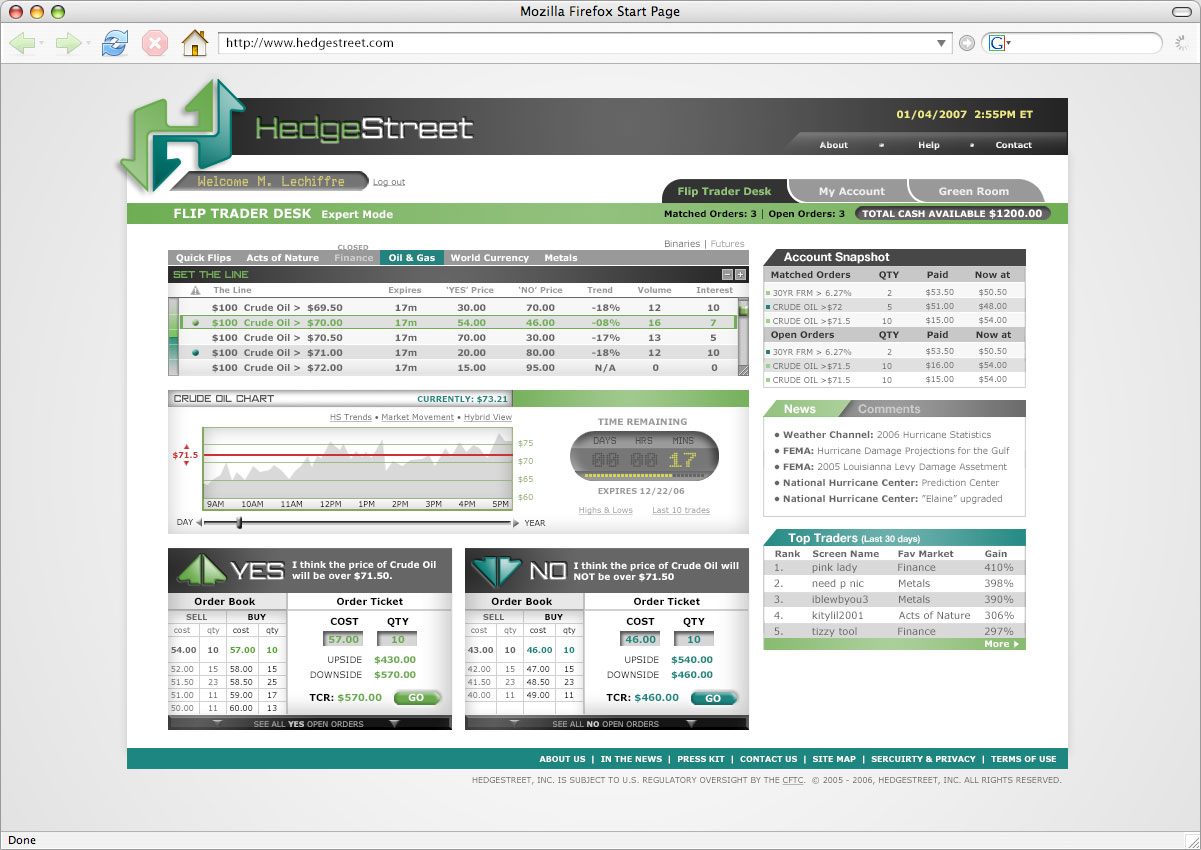 Mozilla Firefox Start Page
http://www.hedgestreet.com
G
HedgeStreet
01/04/2007 2:55PM ET
About Help Contact
Welcome M. Lechiffre Log out
Flip Trader Desk My Account Green Room
FLIP TRADER DESK Expert Mode
Matched Orders: 3 | Open Orders: 3 TOTAL CASH AVAILABLE $1200.00
Binaries | Futures
CLOSED
Quick Flips Acts of Nature Finance Oil & Gas World Currency Metals
SET THE LINE
The Line Expires 'YES' Price 'NO' Price Trend Volume Interest
$100 Crude Oil > $69.50 17m 30.00 70.00 -18% 12 10
$100 Crude Oil > $70.00 17m 54.00 46.00 -08% 16 7
$100 Crude Oil > $70.50 17m 70.00 30.00 -17% 13 5
$100 Crude Oil > $71.00 17m 20.00 80.00 -18% 12 10
$100 Crude Oil > $72.00 17m 15.00 95.00 N/A 0 0
CRUDE OIL CHART CURRENTLY: $73.21
HS Trends • Market Movement • Hybrid View
$71.5
$75
$70
$65
$60
9AM 10AM 11AM 12PM 1PM 2PM 3PM 4PM 5PM
DAY YEAR
TIME REMAINING
DAYS HRS MINS
00 00 17
EXPIRES 12/22/06
Highs & Lows Last 10 trades
YES I think the price of Crude Oil
will be over $71.50.
Order Book Order Ticket
SELL BUY
cost qty cost qty
54.00 10 57.00 10
52.00 15 58.00 15
51.50 23 58.50 25
51.00 11 59.00 17
50.00 11 60.00 13
COST QTY
57.00 10
UPSIDE $430.00
DOWNSIDE $570.00
TCR: $570.00 GO
SEE ALL YES OPEN ORDERS
NO I think the price of Crude Oil will
NOT be over $71.50
Order Book Order Ticket
SELL BUY
cost qty cost qty
43.00 10 46.00 10
42.00 15 47.00 15
41.50 23 48.50 23
40.00 11 49.00 11
COST QTY
46.00 10
UPSIDE $540.00
DOWNSIDE $460.00
TCR: $460.00 GO
SEE ALL NO OPEN ORDERS
Account Snapshot
Matched Orders QTY Paid Now at
30YR FRM > 6.27% 2 $53.50 $50.50
CRUDE OIL >$72 5 $51.00 $48.00
CRUDE OIL >$71.5 10 $15.00 $54.00
Open Orders QTY Paid Now at
30YR FRM > 6.27% 2 $53.50 $50.50
CRUDE OIL >$71.5 10 $16.00 $54.00
CRUDE OIL >$71.5 10 $15.00 $54.00
News Comments
• Weather Channel: 2006 Hurricane Statistics
• FEMA: Hurricane Damage Projections for the Gulf
• FEMA: 2005 Louisianna Levy Damage Assetment
• National Hurricane Center: Prediction Center
• National Hurricane Center: "Elaine" upgraded
Top Traders (Last 30 days)
Rank Screen Name Fav Market Gain
1. pink lady Finance 410%
2. need p nic Metals 398%
3. iblewbyou3 Metals 390%
4. kitylil2001 Acts of Nature 306%
5. tizzy tool Finance 297%
More
ABOUT US | IN THE NEWS | PRESS KIT | CONTACT US | SITE MAP | SERCUIRTY & PRIVACY | TERMS OF USE
HEDGESTREET, INC. IS SUBJECT TO U.S. REGULATORY OVERSIGHT BY THE CFTC. © 2005 - 2006, HEDGESTREET, INC. ALL RIGHTS RESERVED.
Done